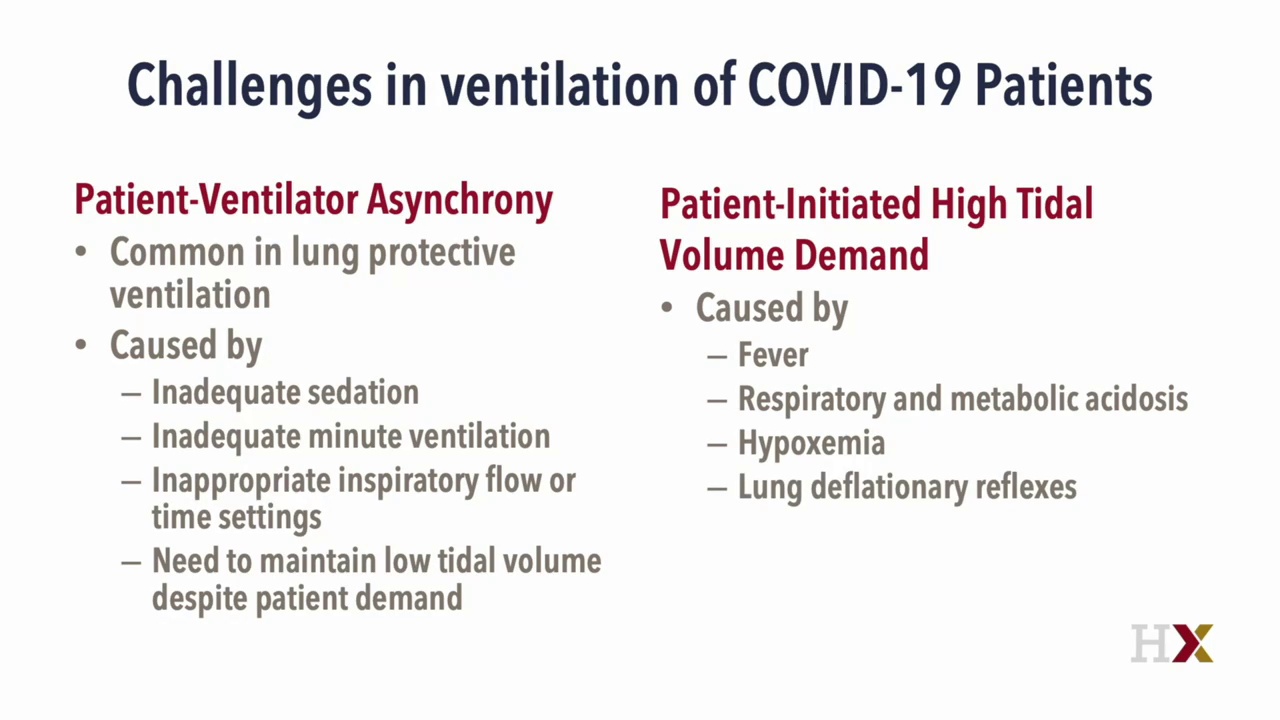 Challenges in ventilation of COVID-19 Patients
Patient-Ventilator Asynchrony
• Common in lung protective
ventilation
• Caused by
– Inadequate sedation
– Inadequate minute ventilation
– Inappropriate inspiratory flow or
time settings
– Need to maintain low tidal volume
despite patient demand
Patient-Initiated High Tidal
Volume Demand
• Caused by
– Fever
– Respiratory and metabolic acidosis
– Hypoxemia
– Lung deflationary reflexes
HX